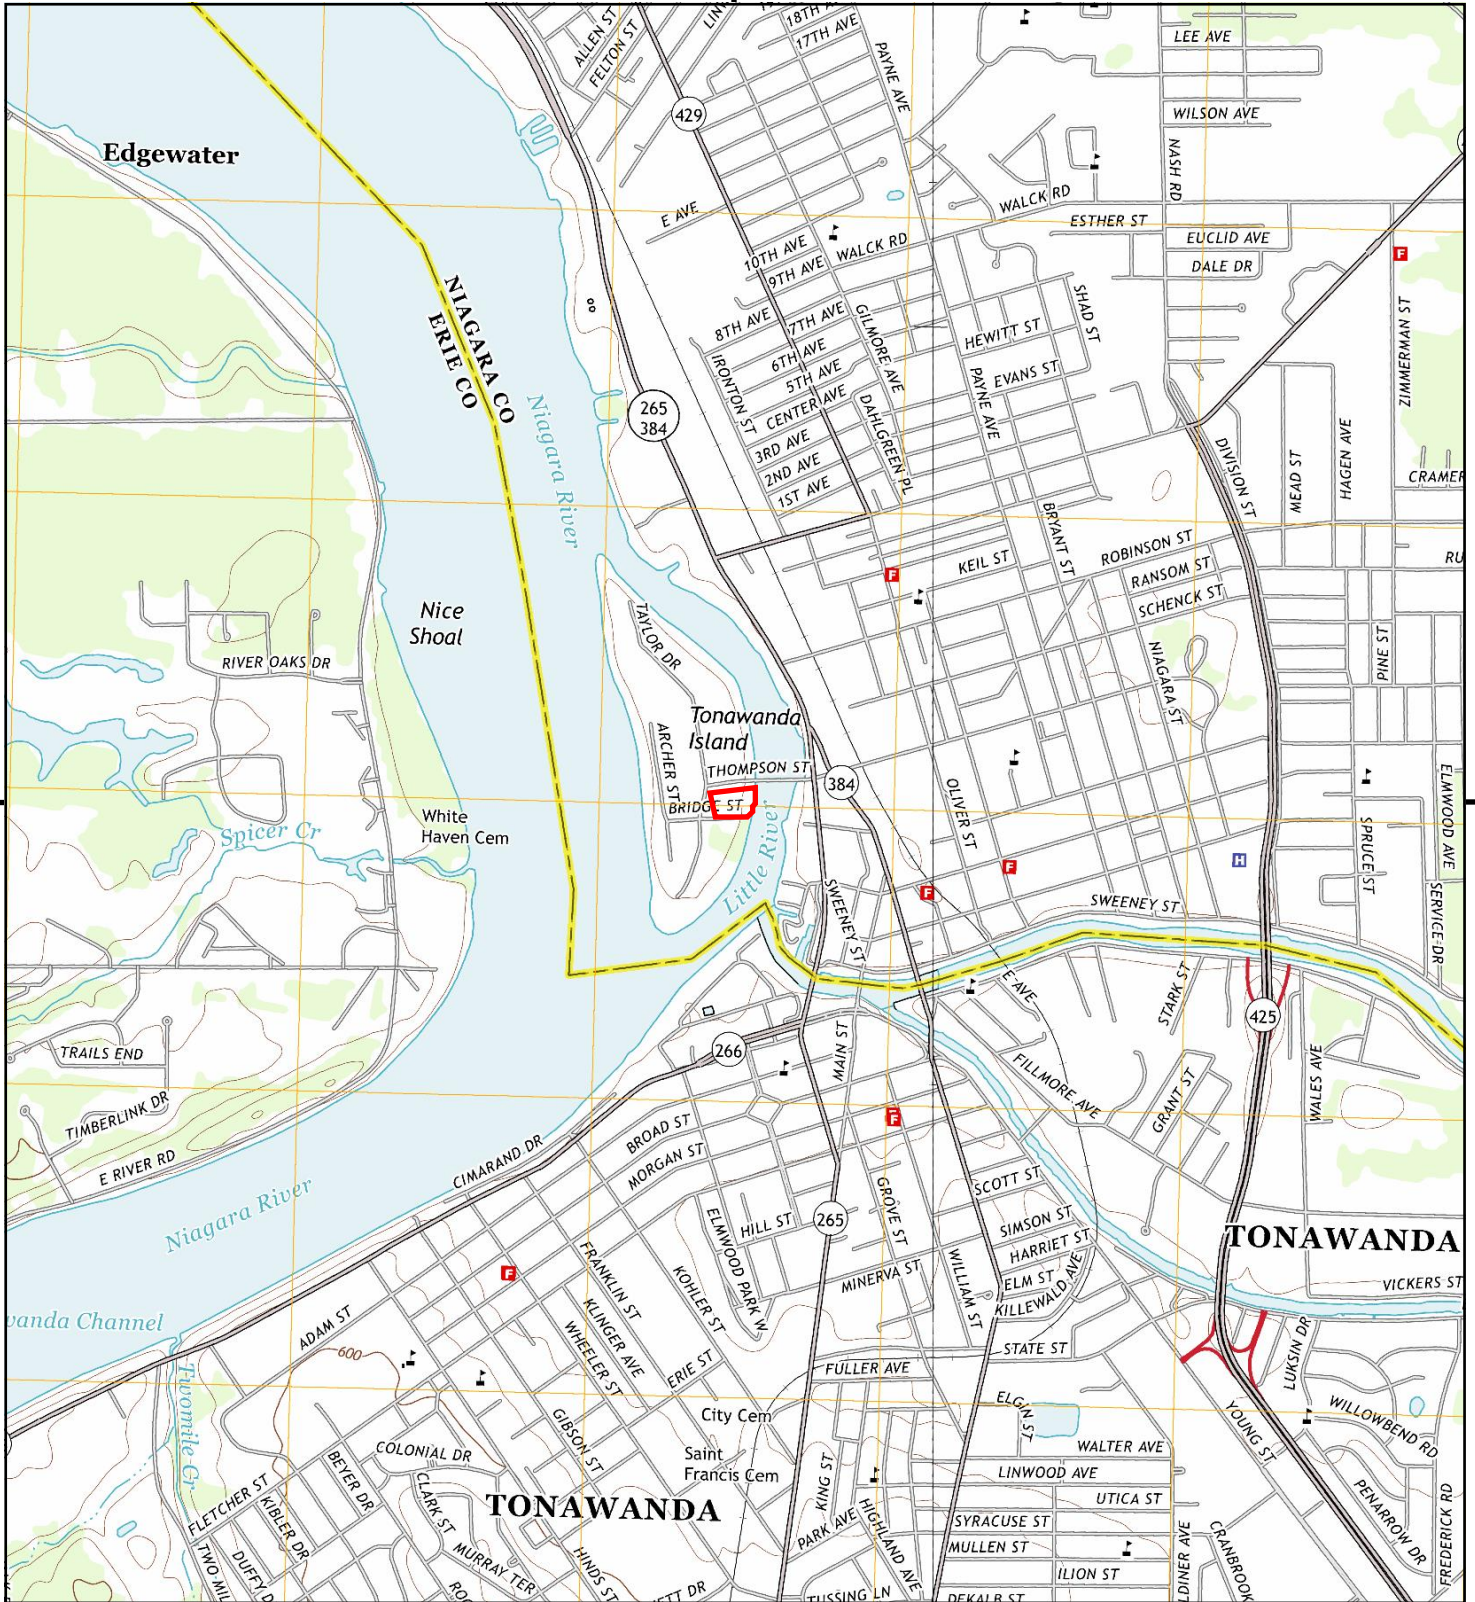 ALLEN ST
FELTON ST
18TH A
17TH AVE
PAYNE AVE
LEE AVE
WILSON AVE
429
Edgewater
NASH RD
WALCK RD
E AVE
ESTHER ST
EUCLID AVE
DALE DR
10TH AVE
WALCK RD
9TH AVE
F
NIAGARA CO
ERIE CO
8TH AVE
7TH AVE
GILMORE AVE
SHAD ST
HEWITT ST
6TH AVE
5TH AVE
EVANS ST
ZIMMERMAN ST
IRONTON ST
CENTER AVE
PAYNE AVE
265
384
Niagara River
3RD AVE
DAHLGREEN PL
2ND AVE
1ST AVE
DIVISION ST
MEAD ST
HAGEN AVE
CRAMER
BRYANT ST
ROBINSON ST
KEIL ST
RANSOM ST
RU
F
SCHENCK ST
Nice
Shoal
TAYLOR DR
RIVER OAKS DR
NIAGARA ST
PINE ST
Tonawanda
Island
ARCHER ST
THOMPSON ST
384
BRIDGE ST
OLIVER ST
ELMWOOD AVE
White
Haven Cem
Spicer Cr
SPRUCE ST
Little River
F
H
F
SWEENEY ST
SWEENEY ST
SERVICE DR
E AVE
STARK ST
425
TRAILS END
266
MAIN ST
FILLMORE AVE
GRANT ST
WALES AVE
TIMBERLINK DR
F
BROAD ST
MORGAN ST
CIMARAND DR
E RIVER RD
Niagara River
SCOTT ST
GROVE ST
ELMWOOD PARK W
HILL ST
265
SIMSON ST
HARRIET ST
TONAWANDA
F
FRANKLIN ST
KOHLER ST
MINERVA ST
WILLIAM ST
ELM ST
KILLEWALD AVE
VICKERS ST
vanda Channel
ADAM ST
KLINGER AVE
WHEELER ST
600
STATE ST
LUKSIN DR
ERIE ST
FULLER AVE
Twomile Cr
City Cem
ELGIN ST
YOUNG ST
WILLOWBEND RD
GIBSON ST
COLONIAL DR
WALTER AVE
Saint
Francis Cem
BEYER DR
LINWOOD AVE
KING ST
CLARK ST
FLETCHER ST
KIBLER DR
UTICA ST
PENARROW DR
FREDERICK RD
TONAWANDA
PARK AVE
HIGHLAND AVE
SYRACUSE ST
MULLEN ST
LDINER AVE
CRANBROOK
TWO MIL
DUFFY D
MURRAY TER
HINDS ST
ILION ST
ROG
ETT DR
TUSSING LN
DEKALB ST